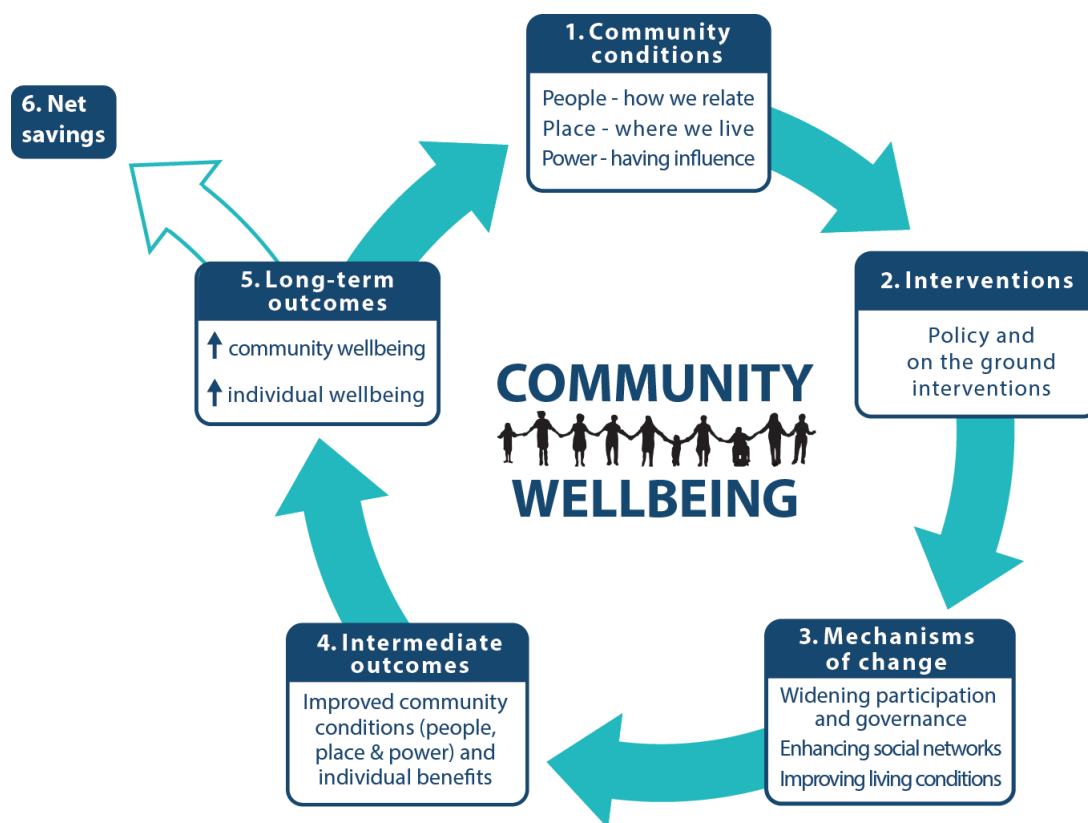 1. Community
conditions
People - how we relate
Place - where we live
Power - having influence
2. Interventions
Policy and
on the ground
interventions
3. Mechanisms
of change
Widening participation
and governance
Enhancing social networks
Improving living conditions
4. Intermediate
outcomes
Improved community
conditions (people,
place & power) and
individual benefits
5. Long-term
outcomes
community wellbeing
individual wellbeing
6. Net
savings
COMMUNITY
WELLBEING